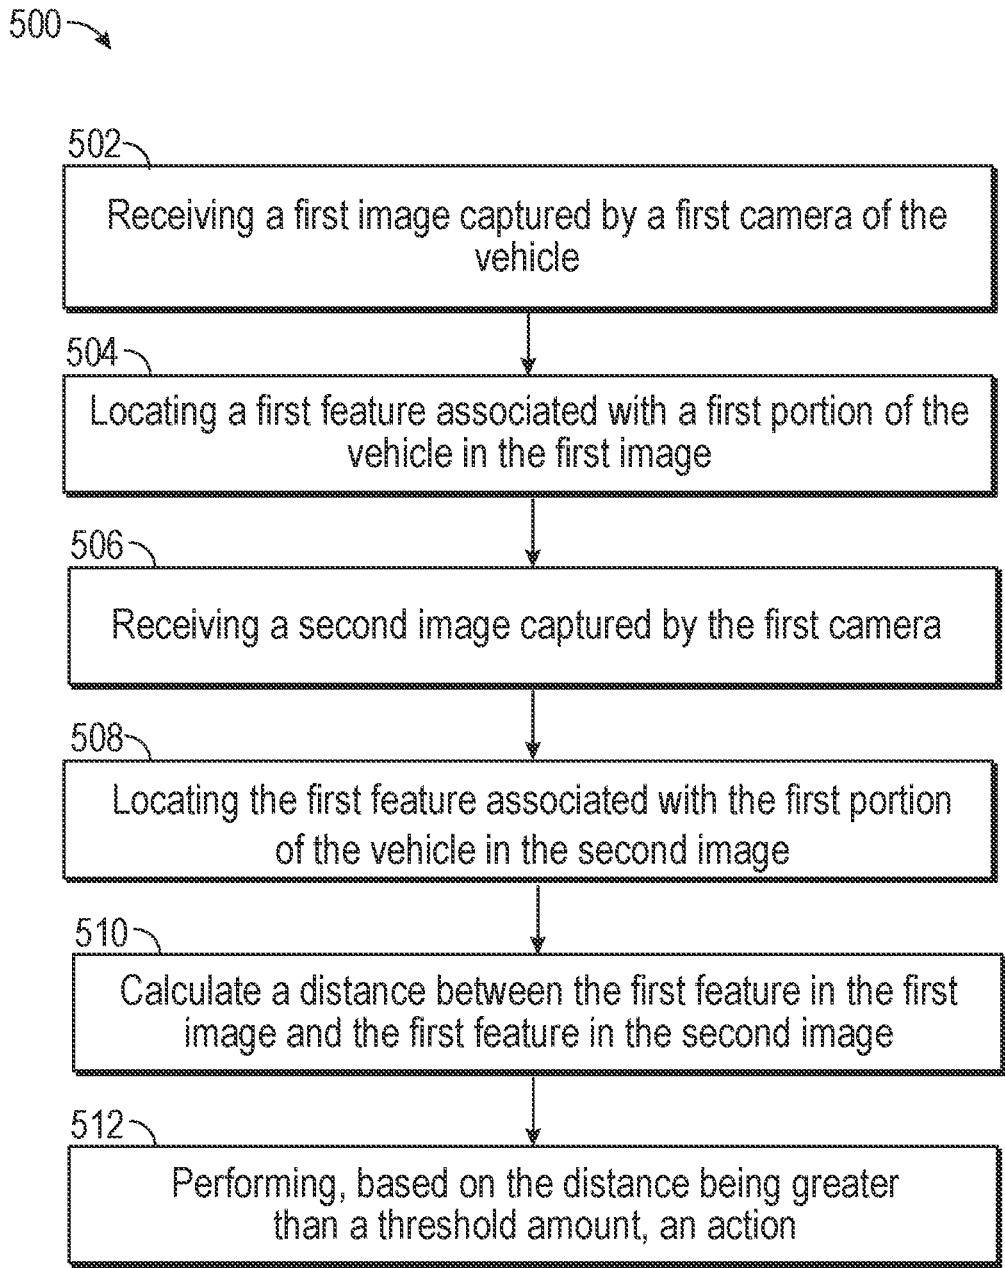 500
502
Receiving a first image captured by a first camera of the
vehicle
504
Locating a first feature associated with a first portion of the
vehicle in the first image
506
Receiving a second image captured by the first camera
508
Locating the first feature associated with the first portion
of the vehicle in the second image
510
Calculate a distance between the first feature in the first
image and the first feature in the second image
512
Performing, based on the distance being greater
than a threshold amount, an action